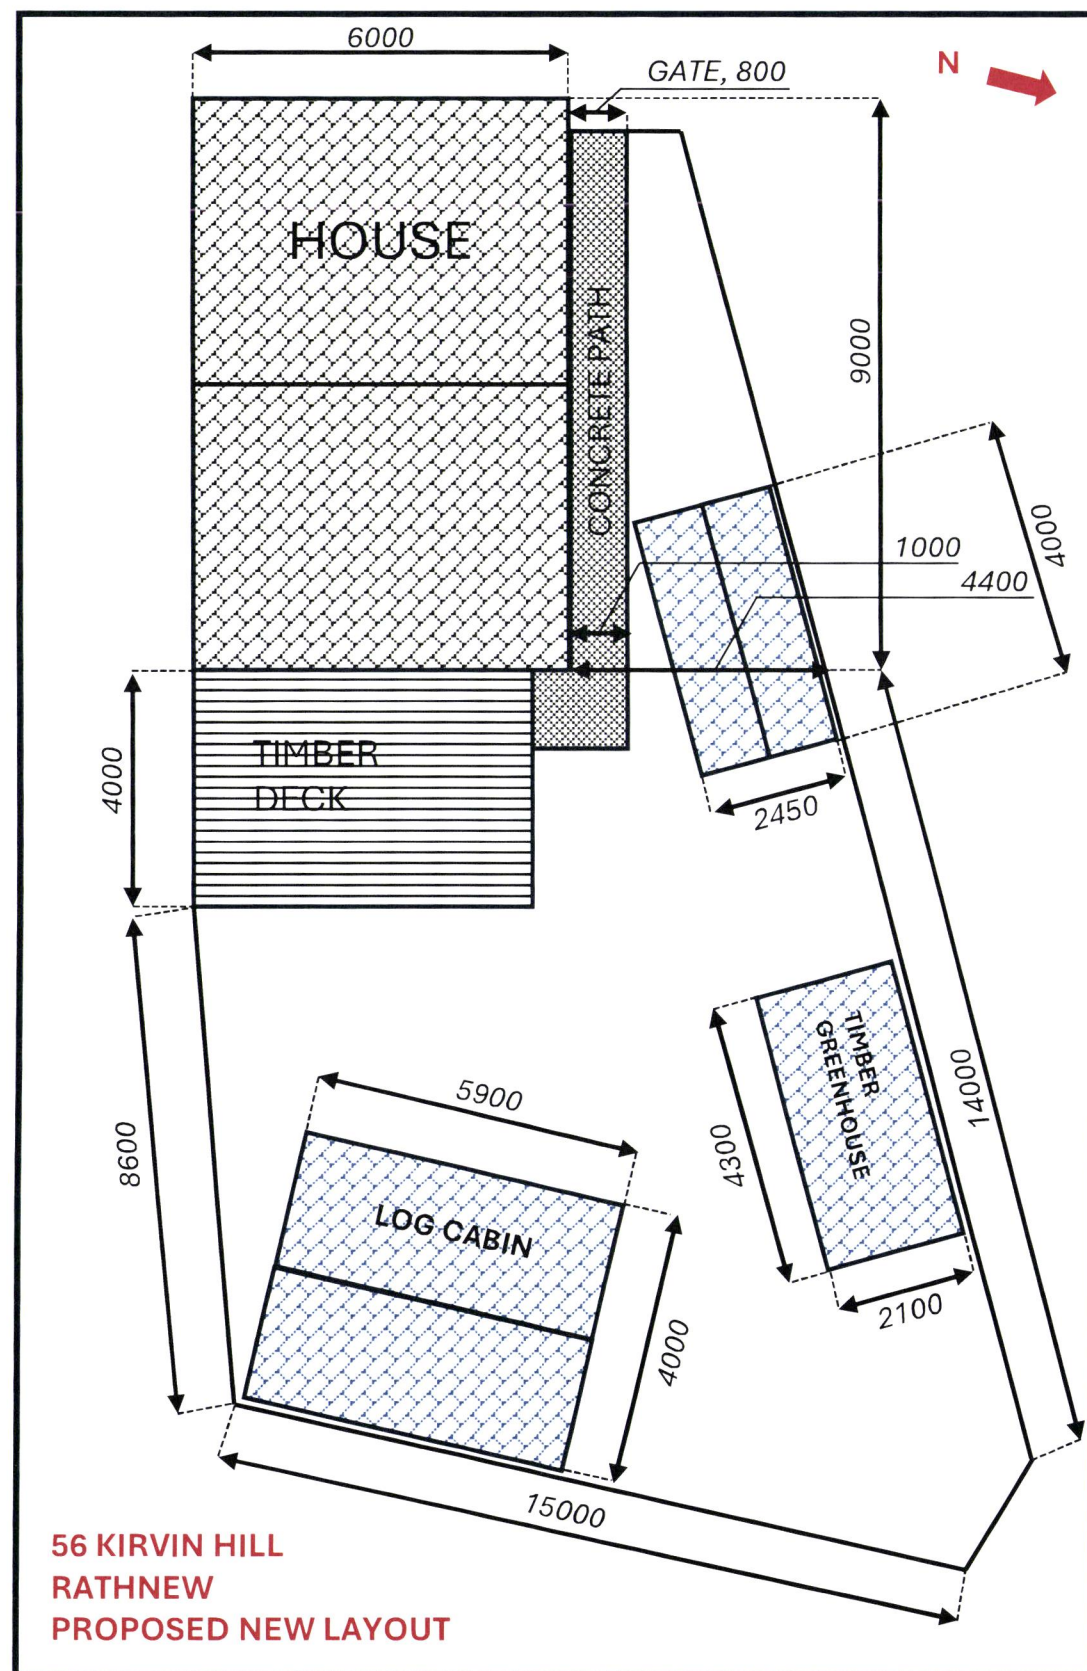 6000
GATE, 800
N
HOUSE
CONCRETE PATH
9000
4000
1000
4400
TIMBER
DECK
4000
2450
TIMBER
GREENHOUSE
14000
4300
2100
8600
5900
LOG CABIN
4000
15000
56 KIRVIN HILL
RATHNEW
PROPOSED NEW LAYOUT